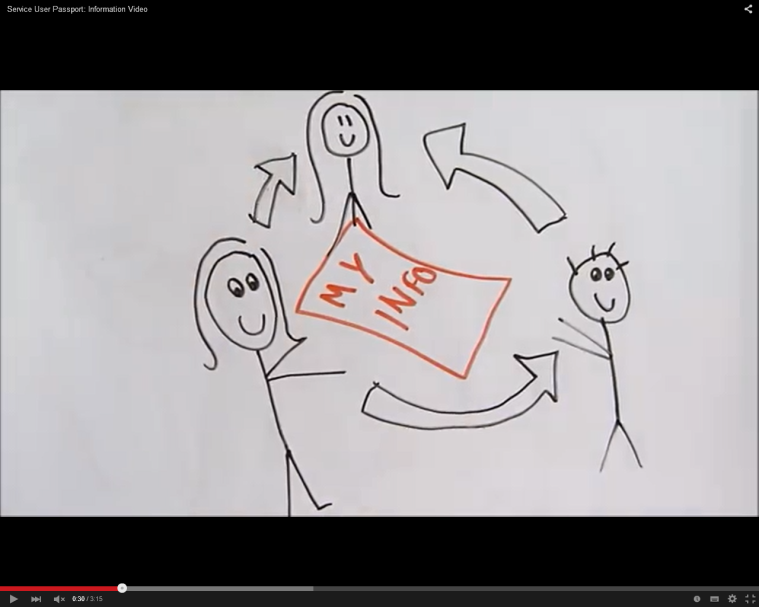 Service User Passport: Information Video
MY
INFO
0:30 / 3:15